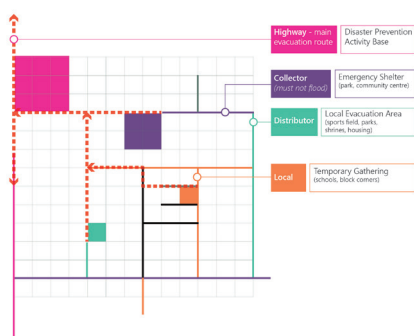 Highway - main
evacuation route
Disaster Prevention
Activity Base
Collector
(must not flood)
Emergency Shelter
(park, community centre)
Distributor
Local Evacuation Area
(sports field, parks,
shrines, housing)
Local
Temporary Gathering
(schools, block corners)